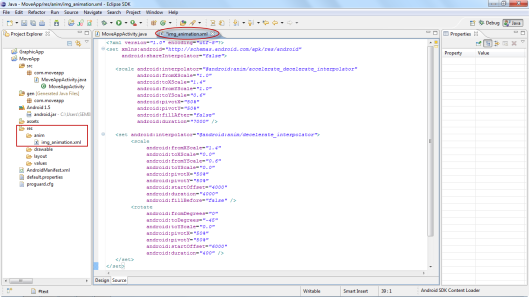 Java - MoveApp/res/anim/img_animation.xml - Eclipse SDK
File Edit Refactor Run Source Navigate Search Project Window Help
Debug Java
Project Explorer
GraphicApp
MoveApp
src
com.moveapp
MoveAppActivity.java
MoveAppActivity
gen [Generated Java Files]
com.moveapp
Android 1.5
android.jar
assets
res
anim
img_animation.xml
drawable
layout
values
AndroidManifest.xml
default.properties
proguard.cfg
MoveAppActivity.java
img_animation.xml
<?xml version="1.0" encoding="utf-8"?>
<set xmlns:android="http://schemas.android.com/apk/res/android"
android:shareInterpolator="false">
<scale android:interpolator="@android:anim/accelerate_decelerate_interpolator"
android:fromXScale="1.0"
android:toXScale="1.4"
android:fromYScale="1.0"
android:toYScale="0.6"
android:pivotX="50%"
android:pivotY="50%"
android:fillAfter="false"
android:duration="7000" />
<set android:interpolator="@android:anim/decelerate_interpolator">
<scale
android:fromXScale="1.4"
android:toXScale="0.0"
android:fromYScale="0.6"
android:toYScale="0.0"
android:pivotX="50%"
android:pivotY="50%"
android:startOffset="4000"
android:duration="4000"
android:fillBefore="false" />
<rotate
android:fromDegrees="0"
android:toDegrees="-45"
android:toYScale="0.0"
android:pivotX="50%"
android:pivotY="50%"
android:startOffset="4000"
android:duration="400" />
</set>
</set>
Design Source
Properties
Property Value
Writable Smart Insert 39 : 1 Android SDK Content Loader